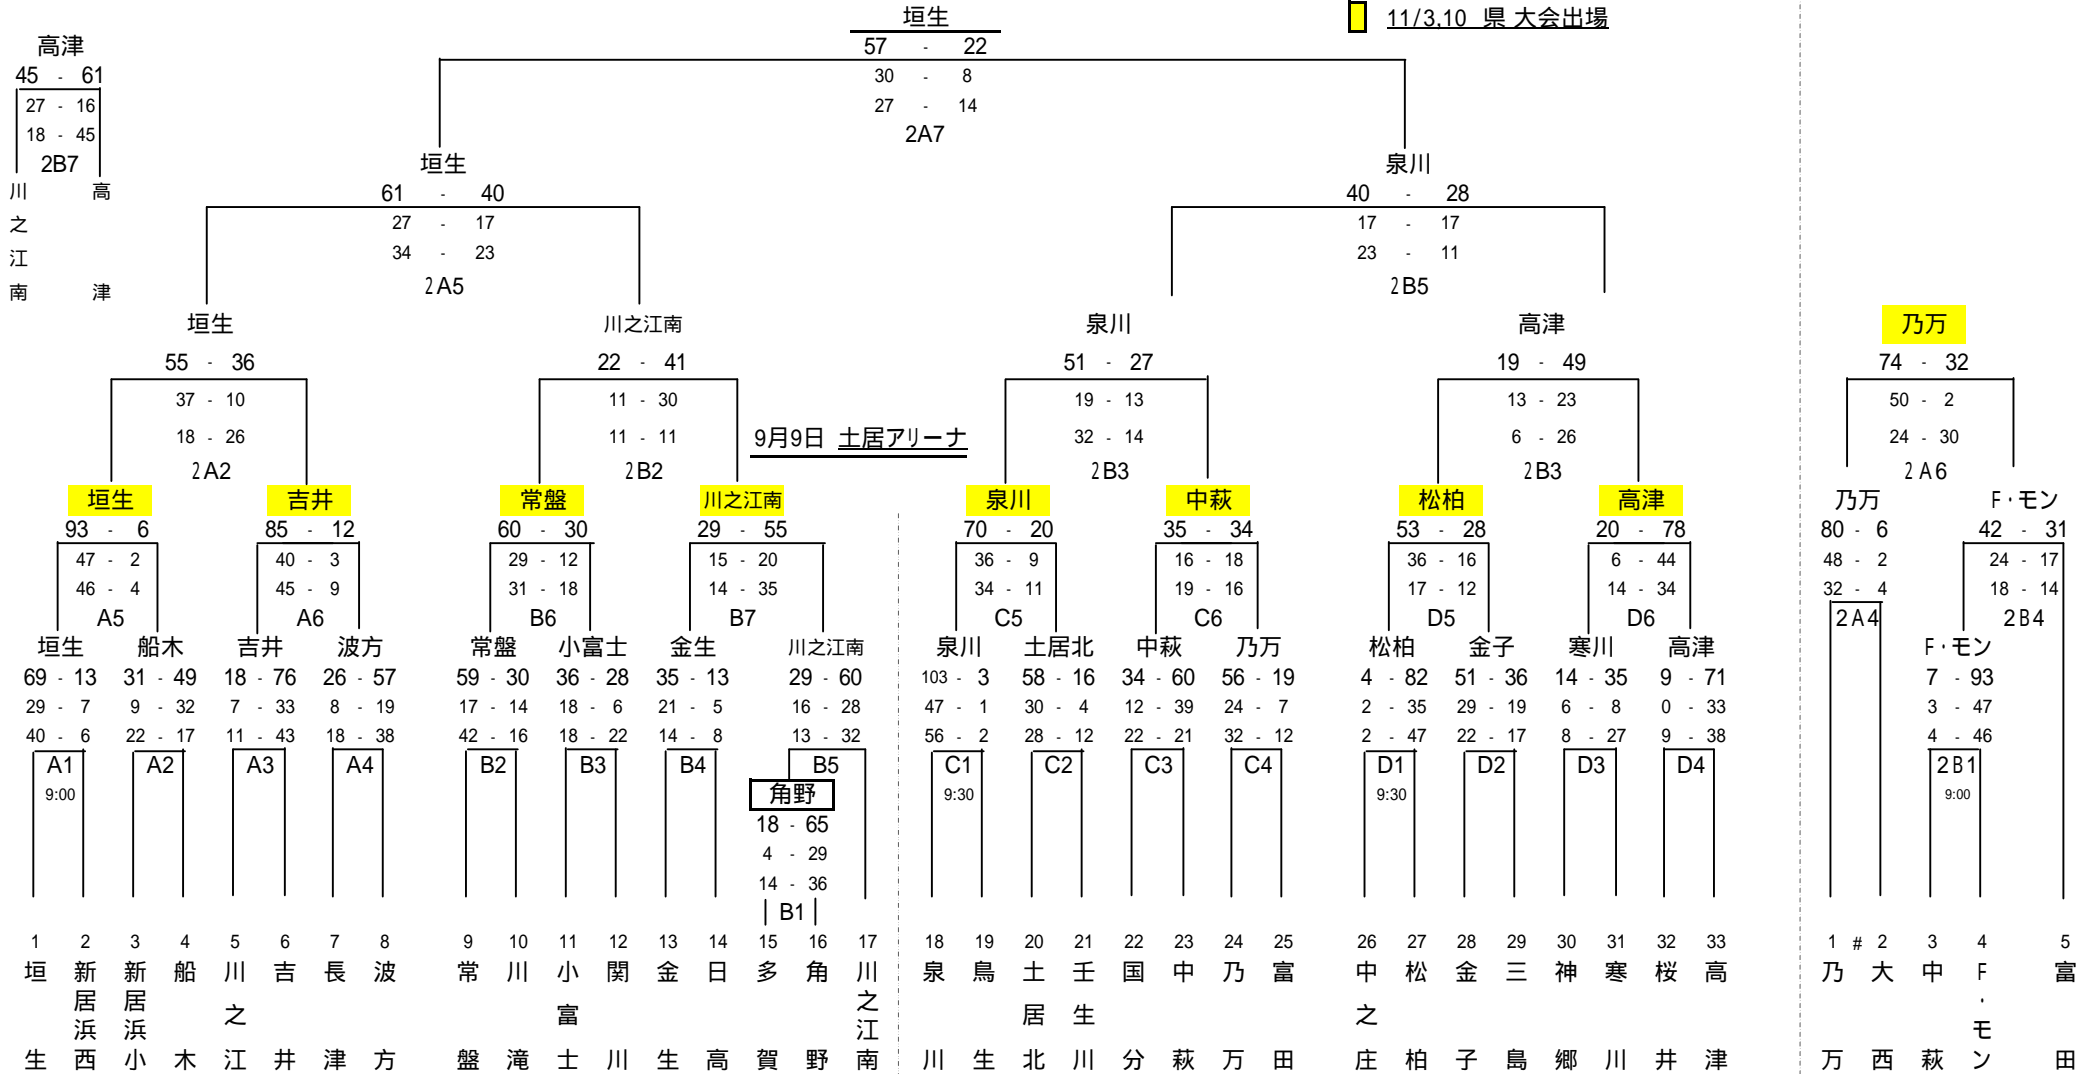 垣生
11/3,10 県 大会出場
高津
57 - 22
45 - 61
30 - 8
27 - 16
27 - 14
18 - 45
2A7
2B7
垣生
泉川
川之江南
高津
61 - 40
40 - 28
27 - 17
17 - 17
34 - 23
23 - 11
2A5
2B5
垣生
川之江南
泉川
高津
乃万
55 - 36
22 - 41
51 - 27
19 - 49
74 - 32
37 - 10
11 - 30
19 - 13
13 - 23
50 - 2
18 - 26
11 - 11
9月9日 土居アリーナ
32 - 14
6 - 26
24 - 30
2A2
2B2
2B3
2B3
2A6
垣生
吉井
常盤
川之江南
泉川
中萩
松柏
高津
乃万
F・モン
93 - 6
85 - 12
60 - 30
29 - 55
70 - 20
35 - 34
53 - 28
20 - 78
80 - 6
42 - 31
47 - 2
40 - 3
29 - 12
15 - 20
36 - 9
16 - 18
36 - 16
6 - 44
48 - 2
24 - 17
46 - 4
45 - 9
31 - 18
14 - 35
34 - 11
19 - 16
17 - 12
14 - 34
32 - 4
18 - 14
A5
A6
B6
B7
C5
C6
D5
D6
2A4
2B4
垣生
船木
吉井
波方
常盤
小富士
金生
川之江南
泉川
土居北
中萩
乃万
松柏
金子
寒川
高津
F・モン
69 - 13
31 - 49
18 - 76
26 - 57
59 - 30
36 - 28
35 - 13
29 - 60
103 - 3
58 - 16
34 - 60
56 - 19
4 - 82
51 - 36
14 - 35
9 - 71
7 - 93
29 - 7
9 - 32
7 - 33
8 - 19
17 - 14
18 - 6
21 - 5
16 - 28
47 - 1
30 - 4
12 - 39
24 - 7
2 - 35
29 - 19
6 - 8
0 - 33
3 - 47
40 - 6
22 - 17
11 - 43
18 - 38
42 - 16
18 - 22
14 - 8
13 - 32
56 - 2
28 - 12
22 - 21
32 - 12
2 - 47
22 - 17
8 - 27
9 - 38
4 - 46
A1
A2
A3
A4
B2
B3
B4
B5
C1
C2
C3
C4
D1
D2
D3
D4
2B1
9:00
角野
9:30
9:30
9:00
18 - 65
4 - 29
14 - 36
B1
1
2
3
4
5
6
7
8
9
10
11
12
13
14
15
16
17
18
19
20
21
22
23
24
25
26
27
28
29
30
31
32
33
1
#
2
3
4
5
垣生
新居浜西
新居浜小
船木
川之江
吉井
長津
波方
常盤
川滝
小富士
関川
金生
日高
多賀
角野
川之江南
泉川
鳥生
土居北
壬生川
国分
中萩
乃万
富田
中之庄
松柏
金子
三島
神郷
寒川
桜井
高津
乃万
大西
中萩
F・モン
富田